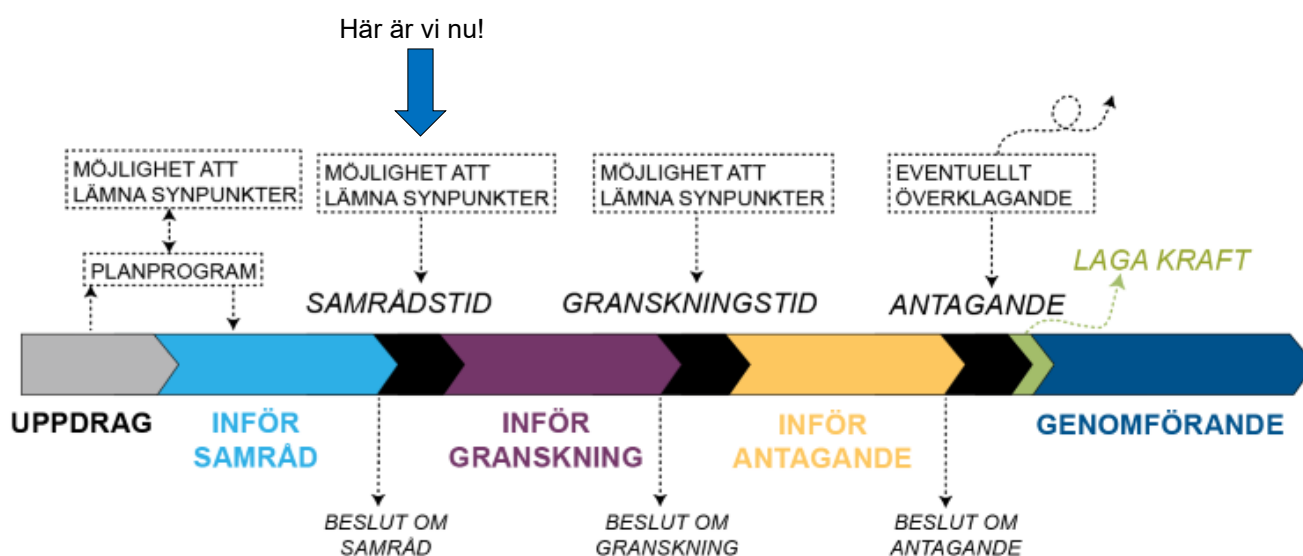 Här är vi nu!
MÖJLIGHET ATT
LÄMNA SYNPUNKTER
MÖJLIGHET ATT
LÄMNA SYNPUNKTER
MÖJLIGHET ATT
LÄMNA SYNPUNKTER
EVENTUELLT
ÖVERKLAGANDE
PLANPROGRAM
LAGA KRAFT
SAMRÅDSTID
GRANSKNINGSTID
ANTAGANDE
UPPDRAG
INFÖR
SAMRÅD
INFÖR
GRANSKNING
INFÖR
ANTAGANDE
GENOMFÖRANDE
BESLUT OM
SAMRÅD
BESLUT OM
GRANSKNING
BESLUT OM
ANTAGANDE